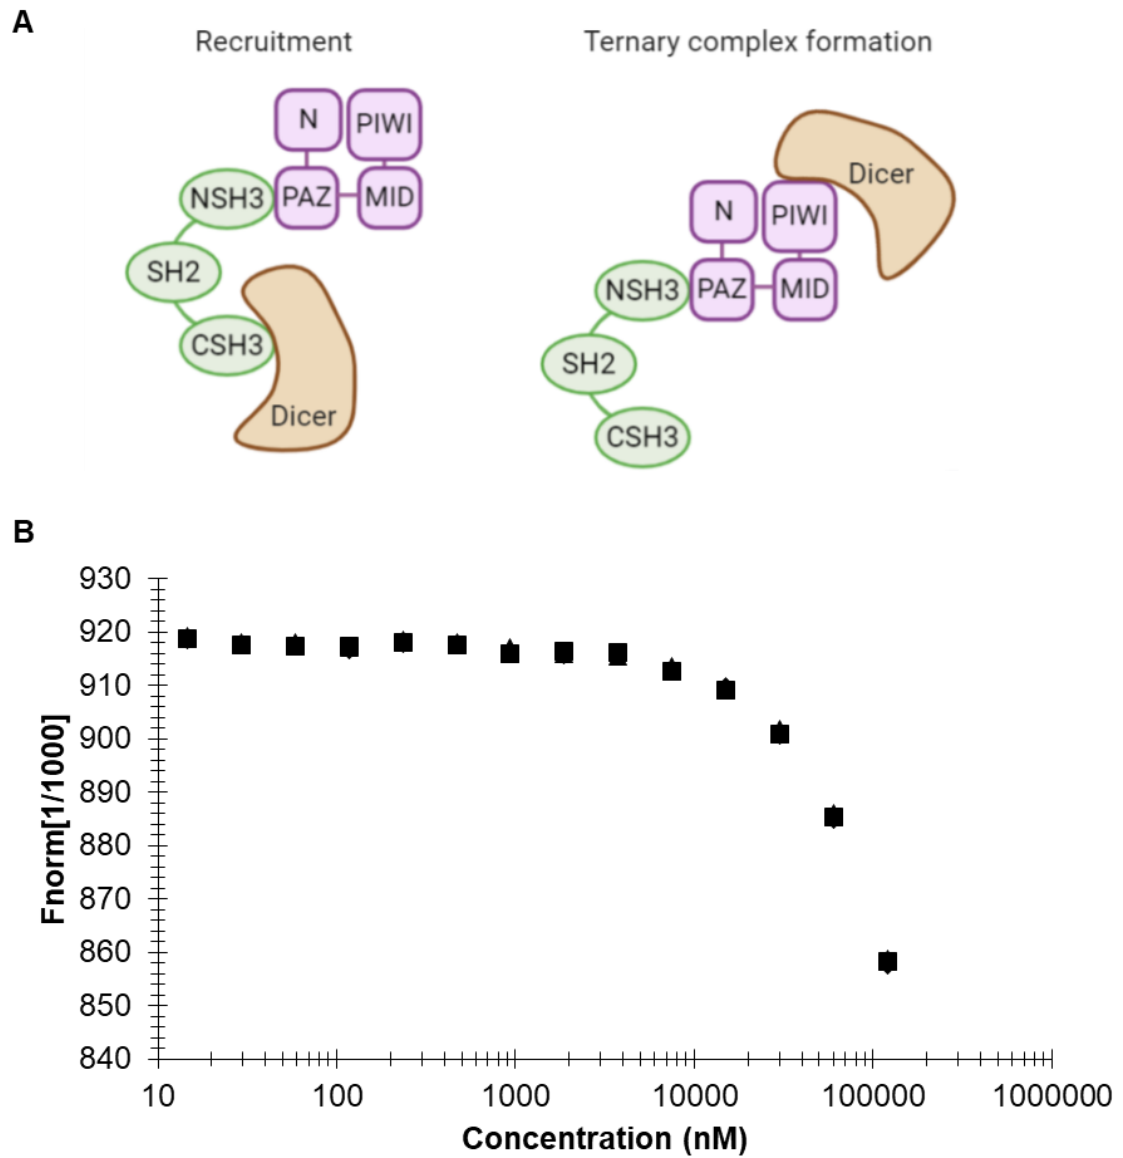 A
Recruitment
Ternary complex formation
N
PIWI
NSH3
PAZ
MID
SH2
CSH3
Dicer
Dicer
N
PIWI
NSH3
PAZ
MID
SH2
CSH3
B
930
920
910
900
890
880
870
860
850
840
Fnorm[1/1000]
10 100 1000 10000 100000 1000000
Concentration (nM)